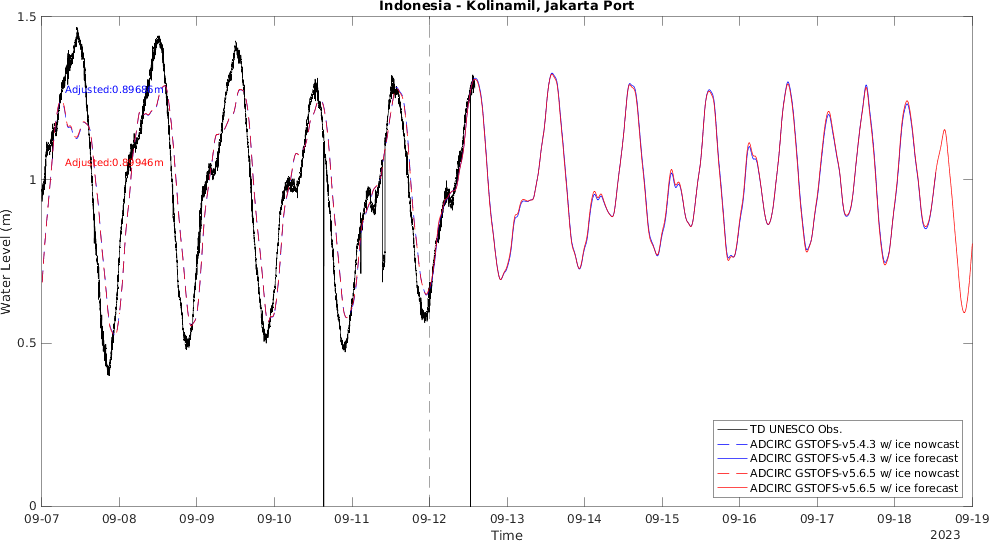 Indonesia - Kolinamil, Jakarta Port
1.5
1
0.5
0
Water Level (m)
Adjusted:0.89686m
Adjusted:0.89946m
TD UNESCO Obs.
ADCIRC GSTOFS-v5.4.3 w/ ice nowcast
ADCIRC GSTOFS-v5.4.3 w/ ice forecast
ADCIRC GSTOFS-v5.6.5 w/ ice nowcast
ADCIRC GSTOFS-v5.6.5 w/ ice forecast
09-07 09-08 09-09 09-10 09-11 09-12 09-13 09-14 09-15 09-16 09-17 09-18 09-19
Time
2023